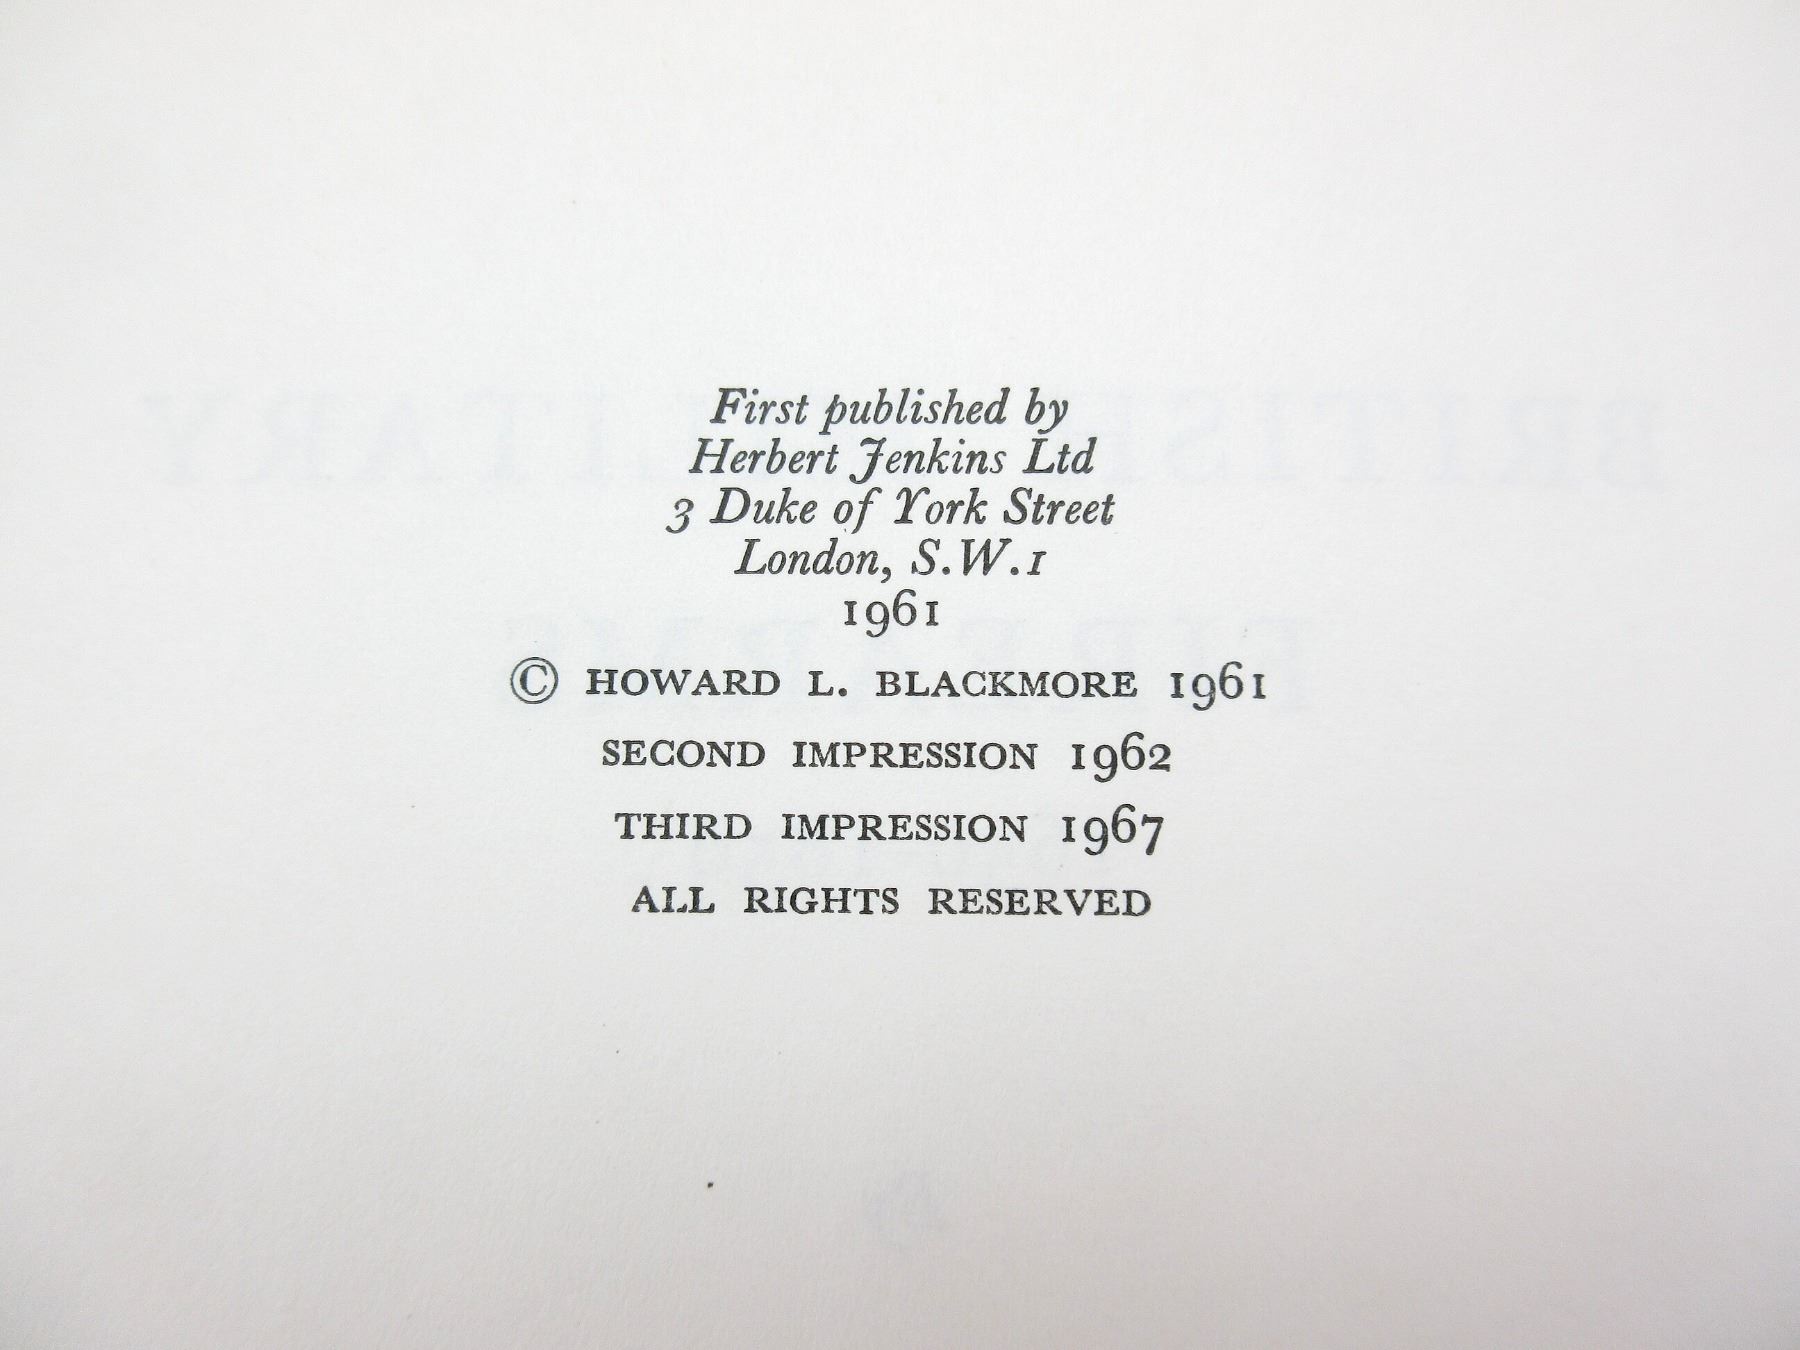 First published by
Herbert Jenkins Ltd
3 Duke of York Street
London, S.W.1
1961
© HOWARD L. BLACKMORE 1961
SECOND IMPRESSION 1962
THIRD IMPRESSION 1967
ALL RIGHTS RESERVED